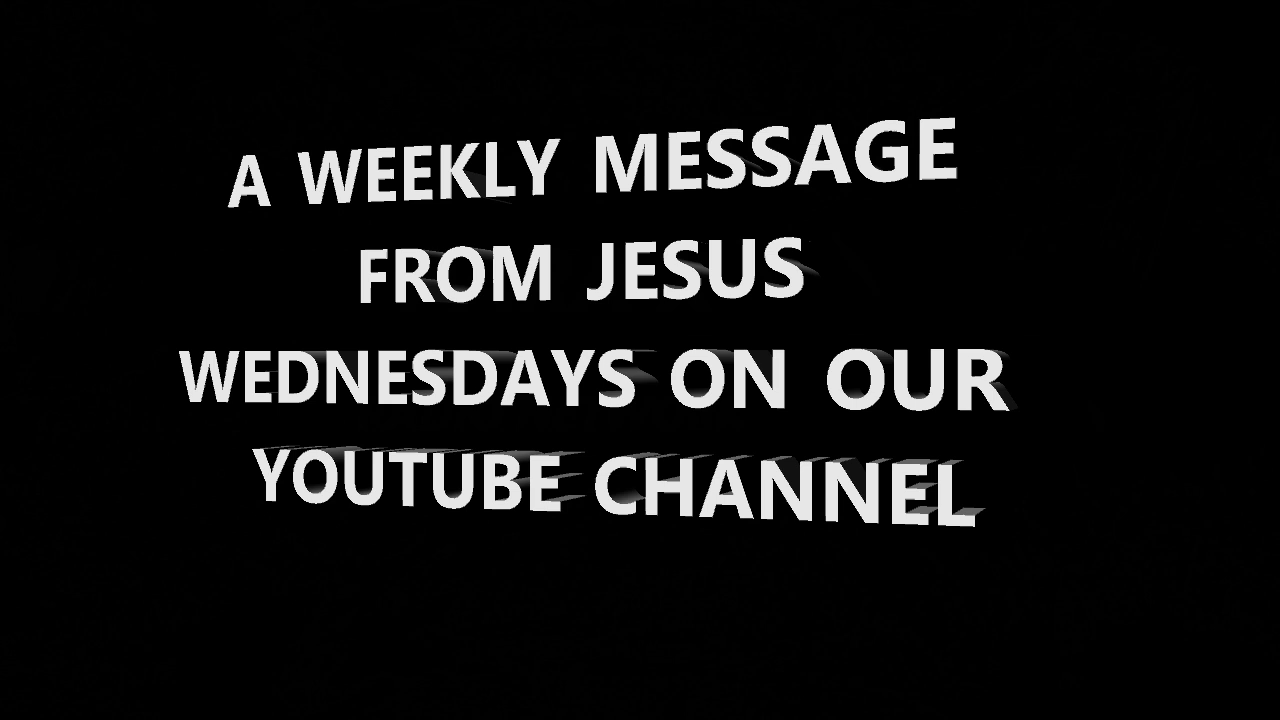 A WEEKLY MESSAGE
FROM JESUS
WEDNESDAYS ON OUR
YOUTUBE CHANNEL